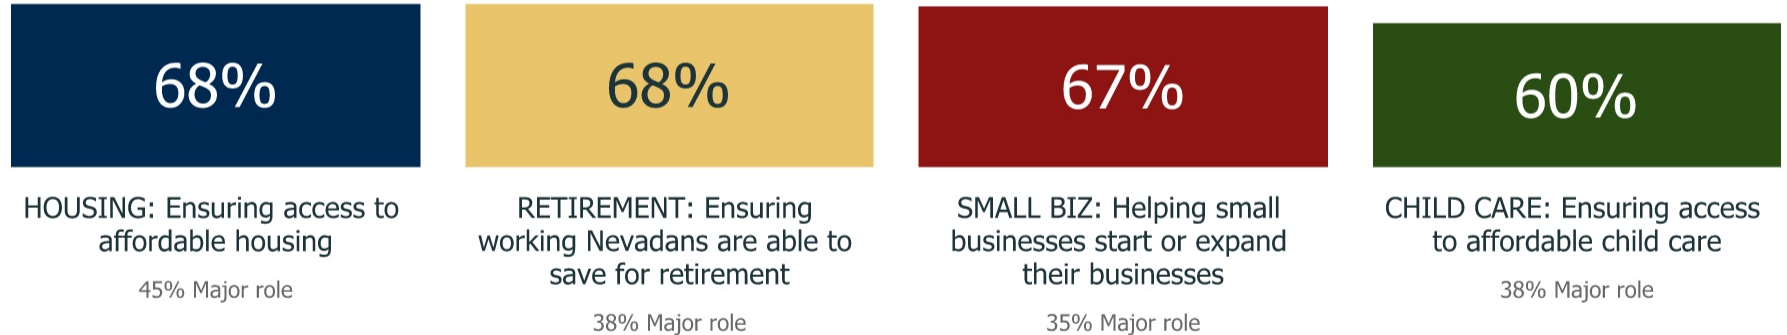 68%
HOUSING: Ensuring access to
affordable housing
45% Major role
68%
RETIREMENT: Ensuring
working Nevadans are able to
save for retirement
38% Major role
67%
SMALL BIZ: Helping small
businesses start or expand
their businesses
35% Major role
60%
CHILD CARE: Ensuring access
to affordable child care
38% Major role